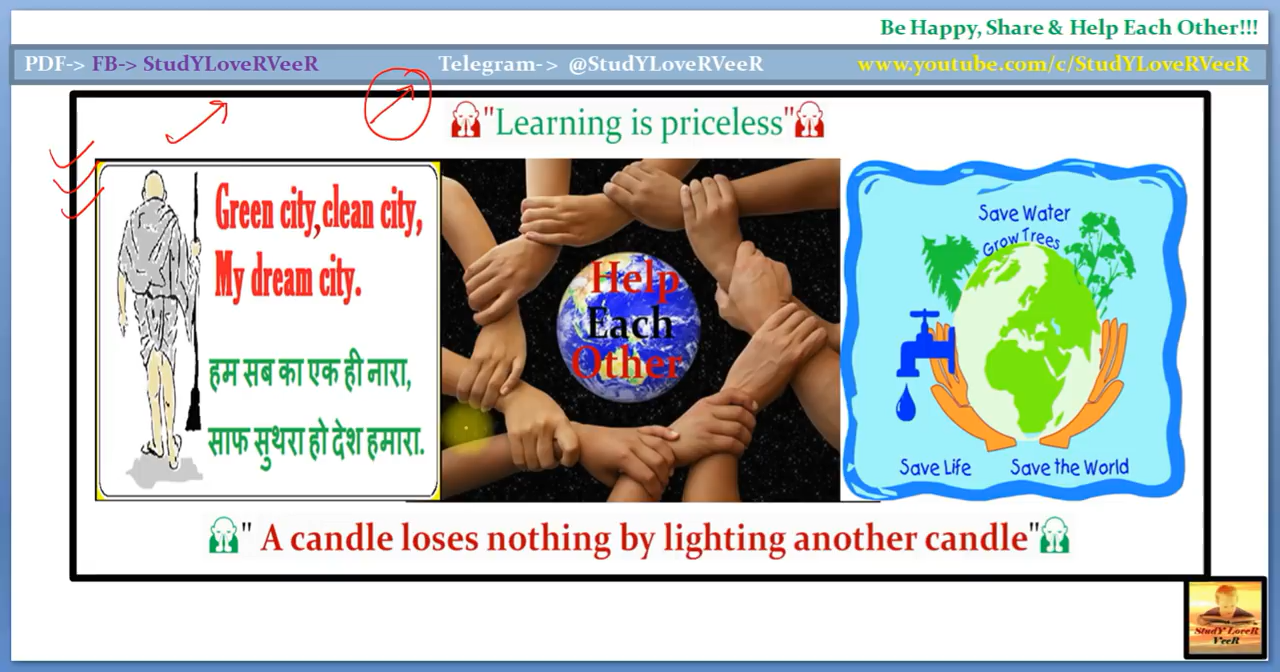 Be Happy, Share & Help Each Other!!!
PDF-> FB-> StudYLoveRVeeR Telegram-> @StudYLoveRVeeR www.youtube.com/c/StudYLoveRVeeR
"Learning is priceless"
Green city, clean city,
My dream city.
हम सब का एक ही नारा,
साफ सुथरा हो देश हमारा.
Help
Each
Other
Save Water
Grow Trees
Save Life Save the World
" A candle loses nothing by lighting another candle"
StudY LoveR
VeeR